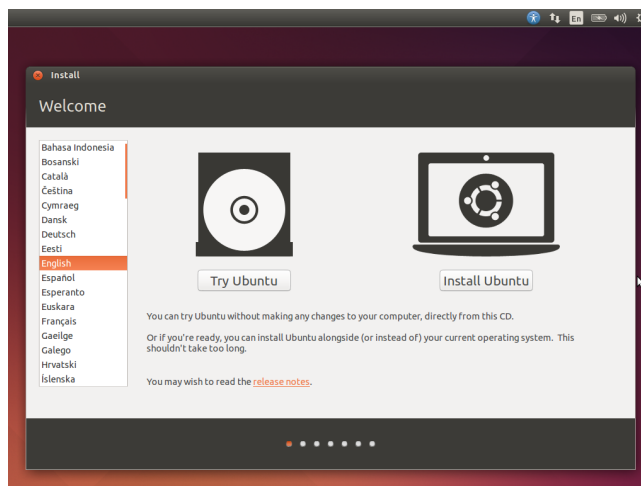 En
Install
Welcome
Bahasa Indonesia
Bosanski
Català
Čeština
Cymraeg
Dansk
Deutsch
Eesti
English
Español
Esperanto
Euskara
Français
Gaeilge
Galego
Hrvatski
Íslenska
Try Ubuntu
Install Ubuntu
You can try Ubuntu without making any changes to your computer, directly from this CD.
Or if you're ready, you can install Ubuntu alongside (or instead of) your current operating system. This
shouldn't take too long.
You may wish to read the release notes.